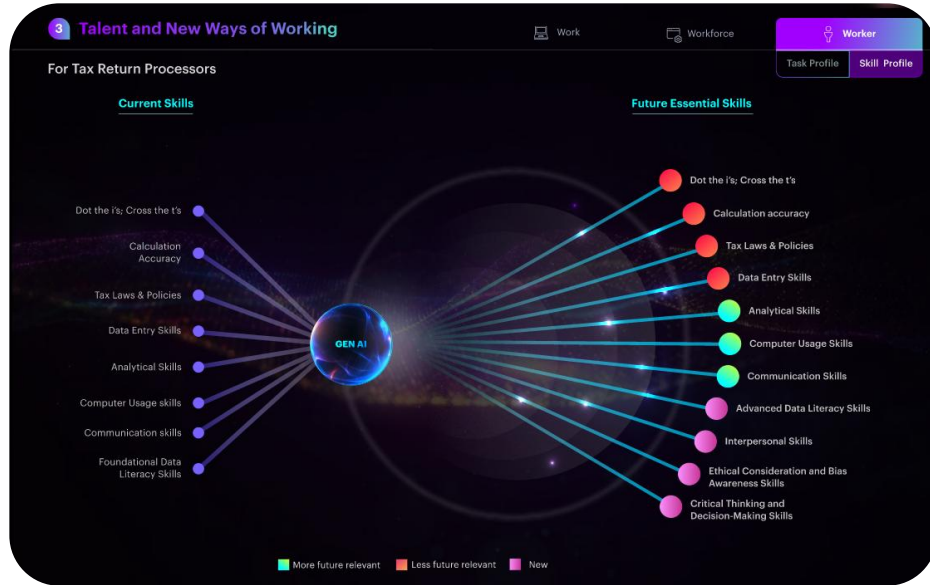 3 Talent and New Ways of Working
Work
Workforce
Worker
Task Profile
Skill Profile
For Tax Return Processors
Current Skills
Future Essential Skills
Dot the i's; Cross the t's
Calculation
Accuracy
Tax Laws & Policies
Data Entry Skills
Analytical Skills
Computer Usage skills
Communication skills
Foundational Data
Literacy Skills
GEN AI
Dot the i's; Cross the t's
Calculation accuracy
Tax Laws & Policies
Data Entry Skills
Analytical Skills
Computer Usage Skills
Communication Skills
Advanced Data Literacy Skills
Interpersonal Skills
Ethical Consideration and Bias
Awareness Skills
Critical Thinking and
Decision-Making Skills
More future relevant
Less future relevant
New